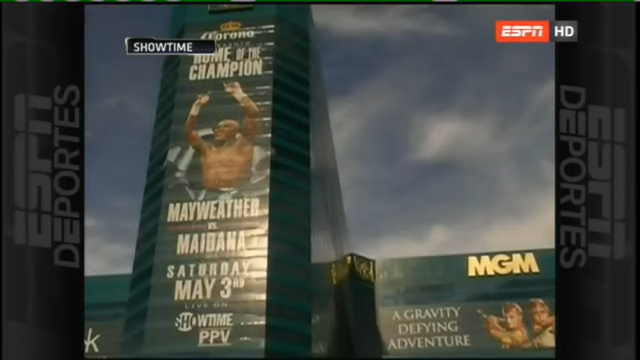 ESPN HD
SHOWTIME
Corona
HOME OF THE
CHAMPION
MAYWEATHER
VS.
MAIDANA
SATURDAY
MAY 3RD
LIVE ON
SHOWTIME
PPV
MGM
A GRAVITY
DEFYING
ADVENTURE
k
ESPN
DEPORTES
ESPN
DEPORTES